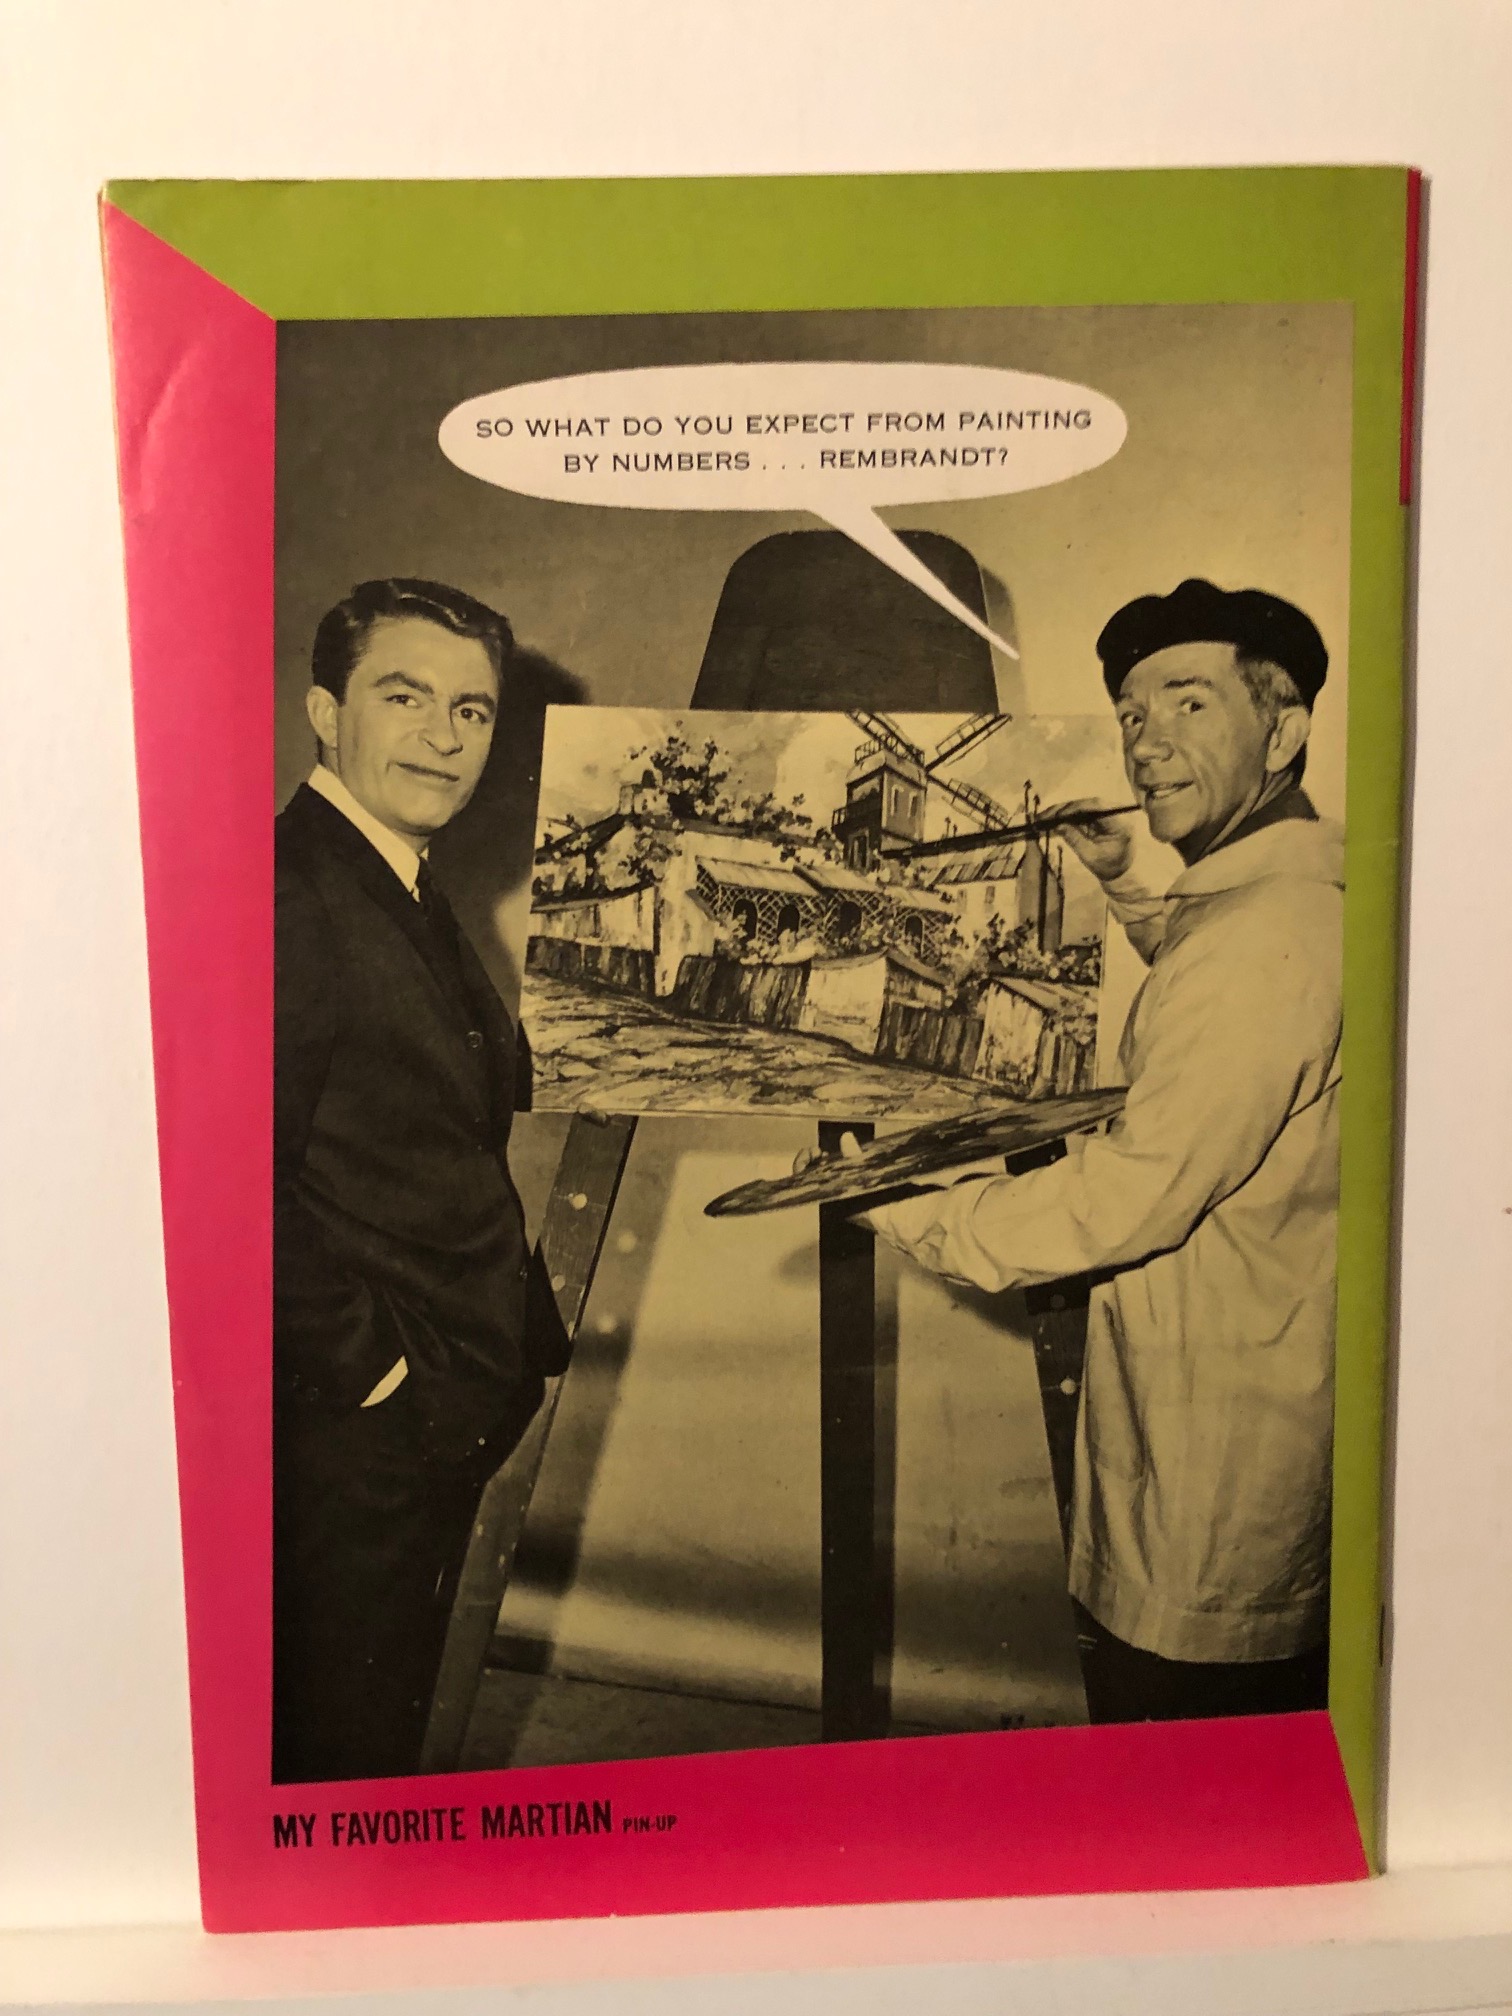 SO WHAT DO YOU EXPECT FROM PAINTING
BY NUMBERS . . . REMBRANDT?
MY FAVORITE MARTIAN PIN-UP